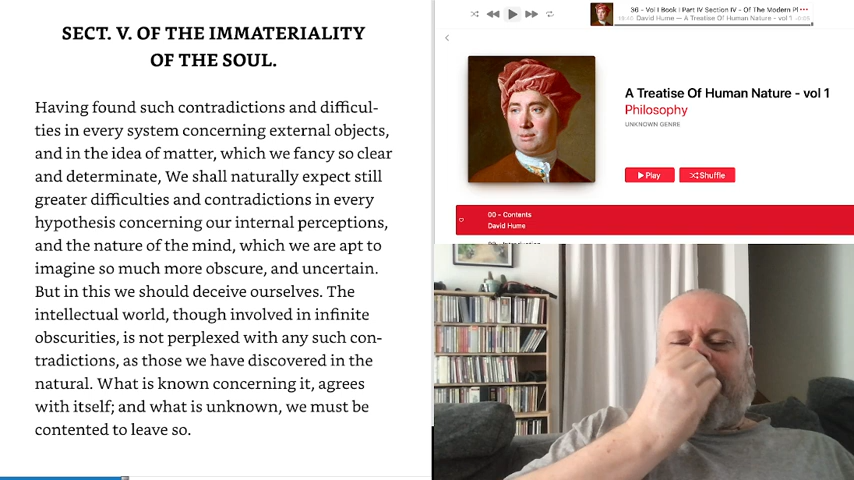 SECT. V. OF THE IMMATERIALITY
OF THE SOUL.
Having found such contradictions and difficul-
ties in every system concerning external objects,
and in the idea of matter, which we fancy so clear
and determinate, We shall naturally expect still
greater difficulties and contradictions in every
hypothesis concerning our internal perceptions,
and the nature of the mind, which we are apt to
imagine so much more obscure, and uncertain.
But in this we should deceive ourselves. The
intellectual world, though involved in infinite
obscurities, is not perplexed with any such con-
tradictions, as those we have discovered in the
natural. What is known concerning it, agrees
with itself; and what is unknown, we must be
contented to leave so.
36 - Vol I Book I Part IV Section IV - Of The Modern Pl
David Hume — A Treatise Of Human Nature - vol 1
A Treatise Of Human Nature - vol 1
Philosophy
UNKNOWN GENRE
Play
Shuffle
00 - Contents
David Hume